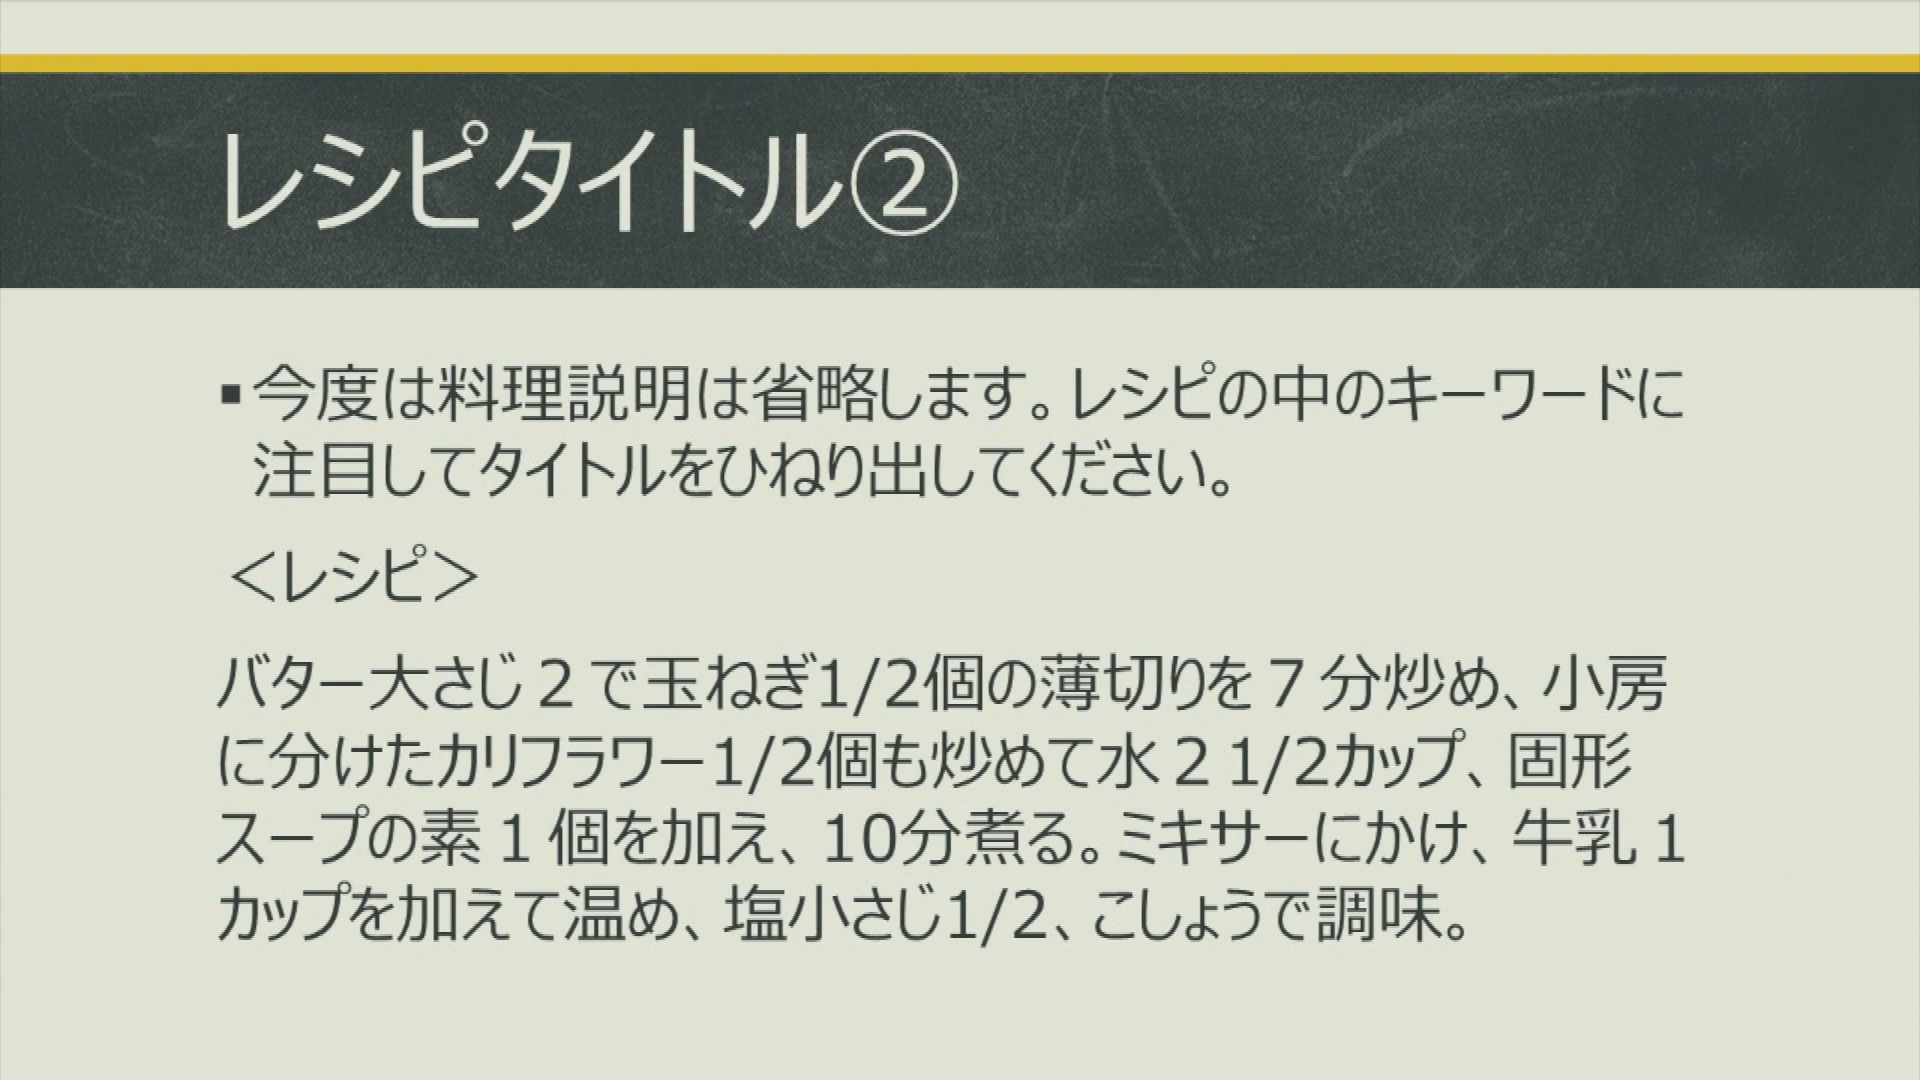 レシピタイトル②
▪今度は料理説明は省略します。レシピの中のキーワードに
注目してタイトルをひねり出してください。
＜レシピ＞
バター大さじ２で玉ねぎ1/2個の薄切りを７分炒め、小房
に分けたカリフラワー1/2個も炒めて水２1/2カップ、固形
スープの素１個を加え、10分煮る。ミキサーにかけ、牛乳１
カップを加えて温め、塩小さじ1/2、こしょうで調味。